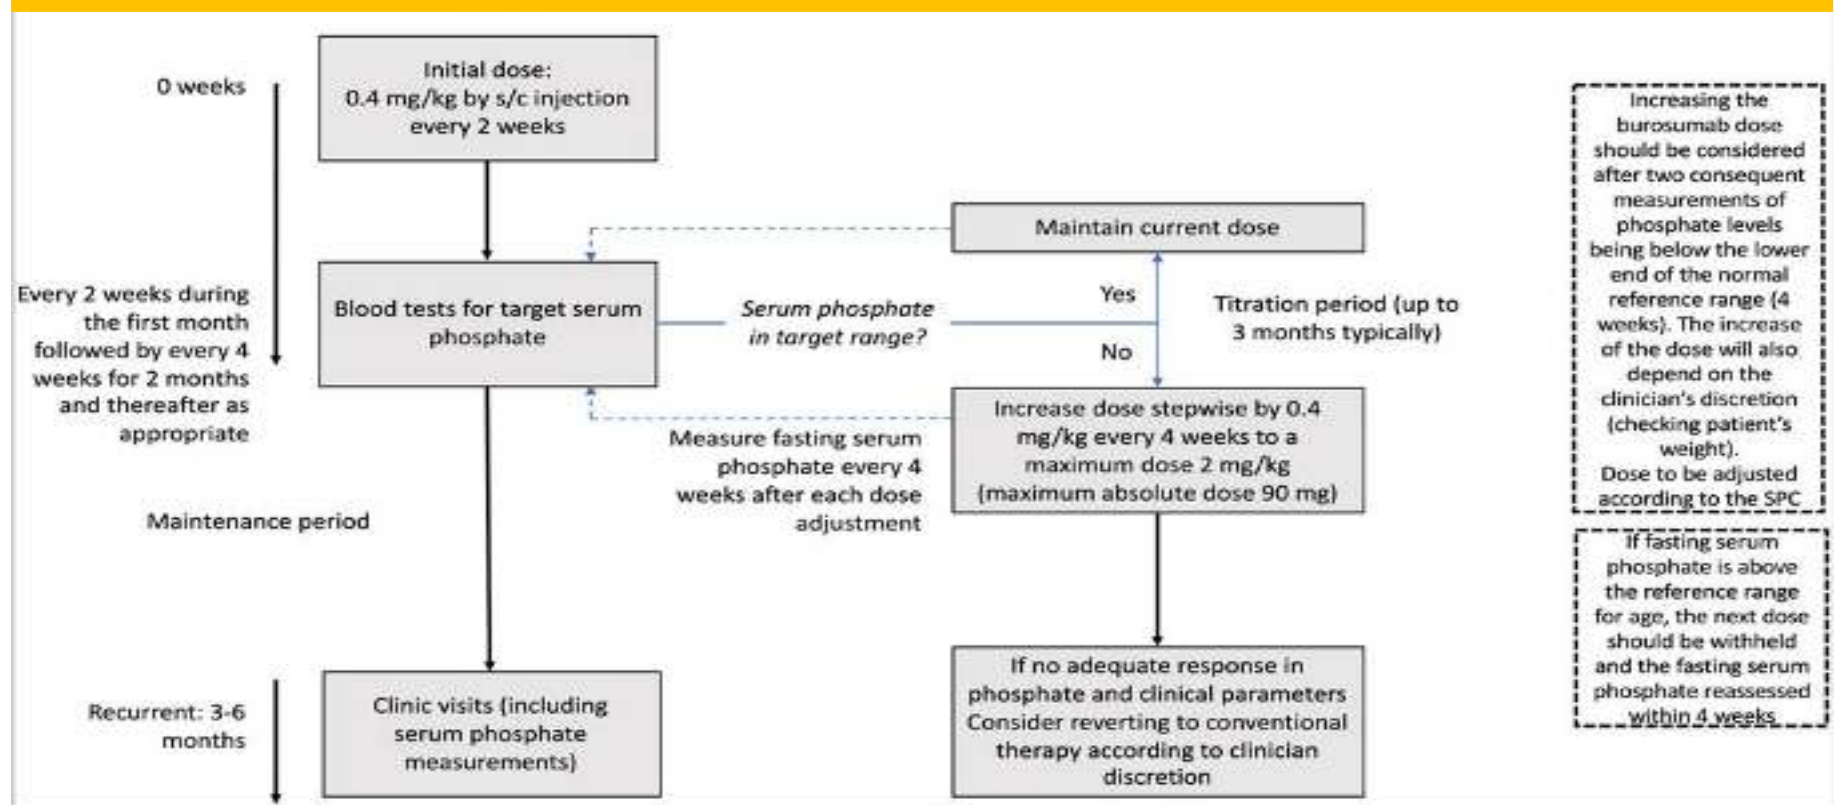 0 weeks
Initial dose:
0.4 mg/kg by s/c injection
every 2 weeks
Every 2 weeks during
the first month
followed by every 4
weeks for 2 months
and thereafter as
appropriate
Blood tests for target serum
phosphate
Serum phosphate
in target range?
Maintain current dose
Yes
No
Titration period (up to
3 months typically)
Increase dose stepwise by 0.4
mg/kg every 4 weeks to a
maximum dose 2 mg/kg
(maximum absolute dose 90 mg)
Measure fasting serum
phosphate every 4
weeks after each dose
adjustment
Maintenance period
Recurrent: 3-6
months
Clinic visits (including
serum phosphate
measurements)
If no adequate response in
phosphate and clinical parameters
Consider reverting to conventional
therapy according to clinician
discretion
Increasing the
burosumab dose
should be considered
after two consequent
measurements of
phosphate levels
being below the lower
end of the normal
reference range (4
weeks). The increase
of the dose will also
depend on the
clinician's discretion
(checking patient's
weight).
Dose to be adjusted
according to the SPC
If fasting serum
phosphate is above
the reference range
for age, the next dose
should be withheld
and the fasting serum
phosphate reassessed
within 4 weeks